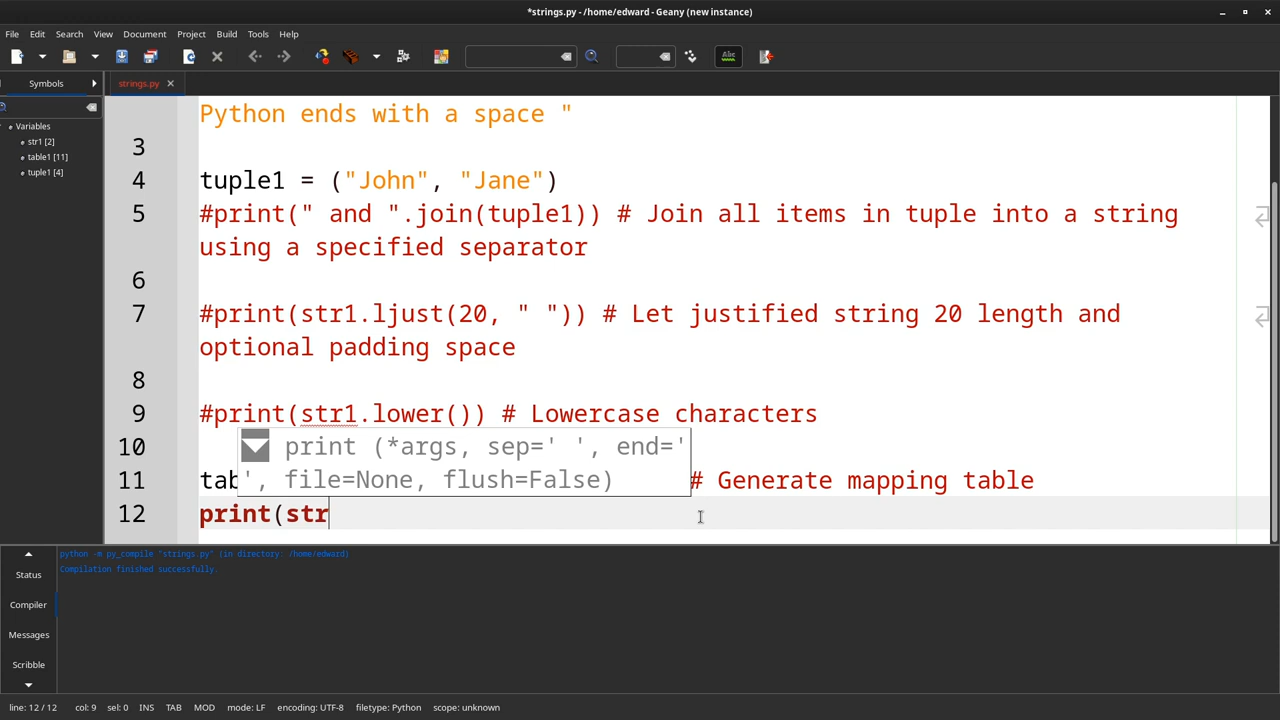 *strings.py - /home/edward - Geany (new instance)
File Edit Search View Document Project Build Tools Help
Abc
Symbols
strings.py
Variables
str1 [2]
table1 [11]
tuple1 [4]
Python ends with a space "
3
4 tuple1 = ("John", "Jane")
5 #print(" and ".join(tuple1)) # Join all items in tuple into a string
using a specified separator
6
7 #print(str1.ljust(20, " ")) # Let justified string 20 length and
optional padding space
8
9 #print(str1.lower()) # Lowercase characters
10
print (*args, sep=' ', end='
', file=None, flush=False)
11 tab # Generate mapping table
12 print(str
python -m py_compile "strings.py" (in directory: /home/edward)
Compilation finished successfully.
Status
Compiler
Messages
Scribble
line: 12 / 12 col: 9 sel: 0 INS TAB MOD mode: LF encoding: UTF-8 filetype: Python scope: unknown